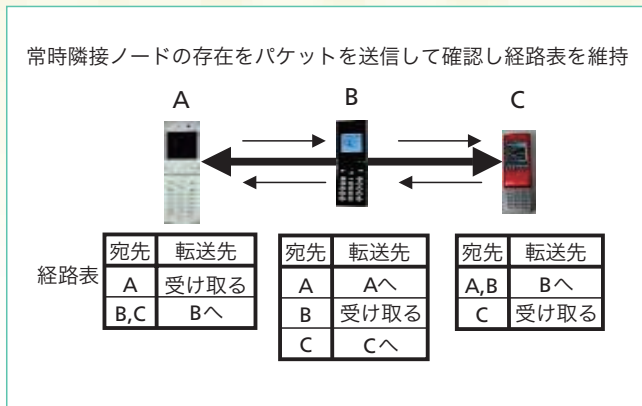 常時隣接ノードの存在をパケットを送信して確認し経路表を維持
A B C
経路表
宛先 転送先
A 受け取る
B,C Bへ
宛先 転送先
A Aへ
B 受け取る
C Cへ
宛先 転送先
A,B Bへ
C 受け取る